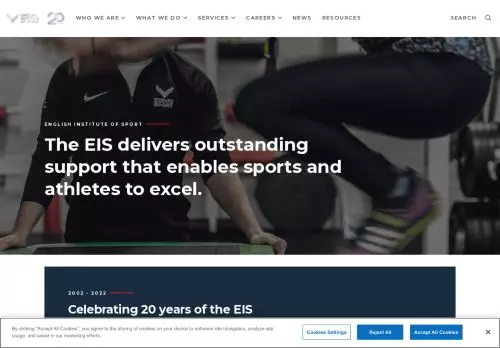 20
WHO WE ARE
WHAT WE DO
SERVICES
CAREERS
NEWS
RESOURCES
SEARCH
ENGLISH INSTITUTE OF SPORT
The EIS delivers outstanding
support that enables sports and
athletes to excel.
2002 - 2022
Celebrating 20 years of the EIS
By clicking "Accept All Cookies", you agree to the storing of cookies on your device to enhance site navigation, analyze site
usage, and assist in our marketing efforts.
Cookies Settings
Reject All
Accept All Cookies